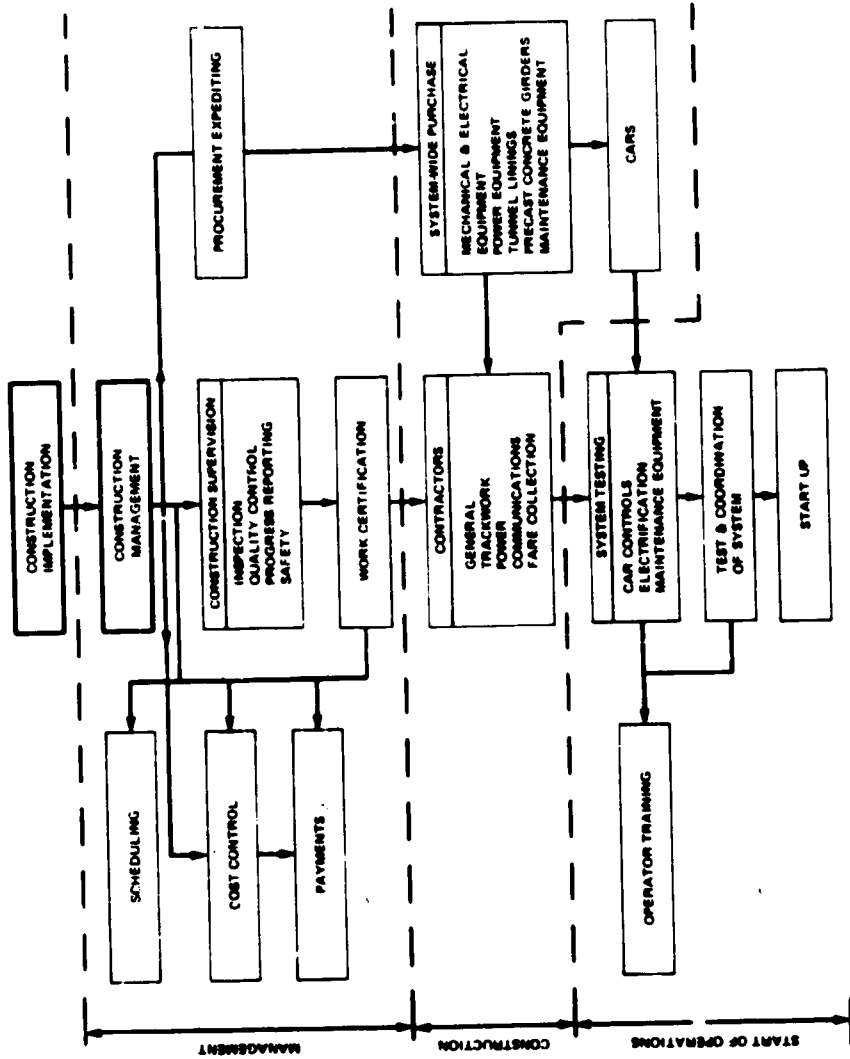 CONSTRUCTION
IMPLEMENTATION
CONSTRUCTION
MANAGEMENT
PROCUREMENT EXPEDITING
SCHEDULING
CONSTRUCTION SUPERVISION
INSPECTION
QUALITY CONTROL
PROGRESS REPORTING
SAFETY
COST CONTROL
WORK CERTIFICATION
PAYMENTS
MANAGEMENT
CONTRACTORS
GENERAL
TRACKWORK
POWER
COMMUNICATIONS
FARE COLLECTION
SYSTEM-WIDE PURCHASE
MECHANICAL & ELECTRICAL
EQUIPMENT
POWER EQUIPMENT
TUNNEL LININGS
PRECAST CONCRETE GIRDERS
MAINTENANCE EQUIPMENT
CONSTRUCTION
CARS
SYSTEM TESTING
CAR CONTROLS
ELECTRIFICATION
MAINTENANCE EQUIPMENT
OPERATOR TRAINING
TEST & COORDINATION
OF SYSTEM
START UP
START OF OPERATIONS